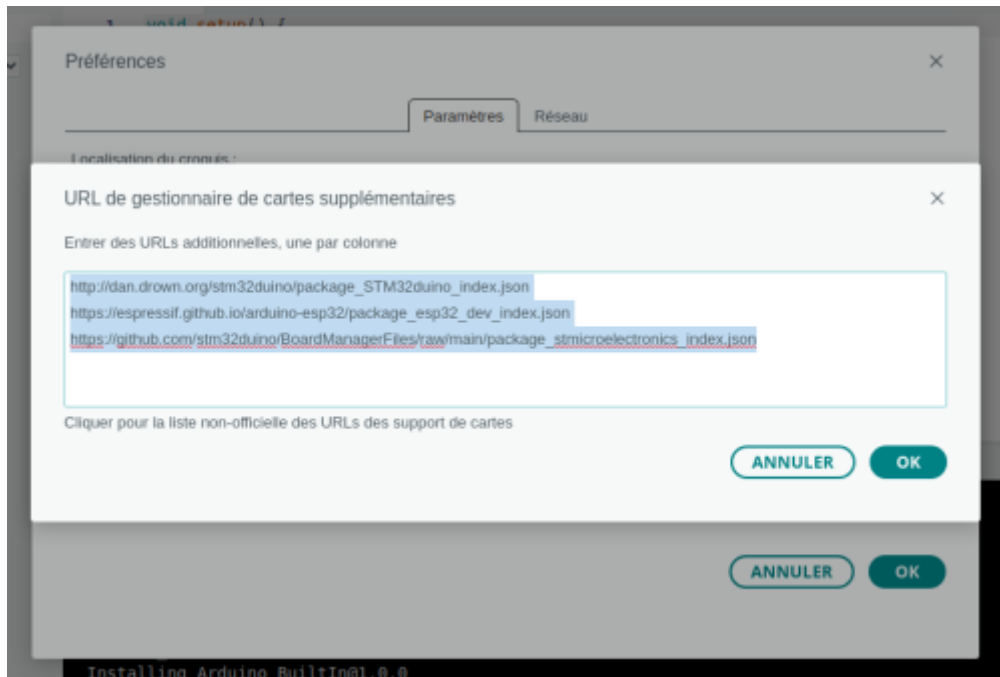 1 void setup() {
Préférences
Paramètres Réseau
Localisation du croquis :
URL de gestionnaire de cartes supplémentaires
Entrer des URLs additionnelles, une par colonne
http://dan.drown.org/stm32duino/package_STM32duino_index.json
https://espressif.github.io/arduino-esp32/package_esp32_dev_index.json
https://github.com/stm32duino/BoardManagerFiles/raw/main/package_stmicroelectronics_index.json
Cliquer pour la liste non-officielle des URLs des support de cartes
ANNULER OK
ANNULER OK
Installing Arduino_BuiltIn@1.0.0